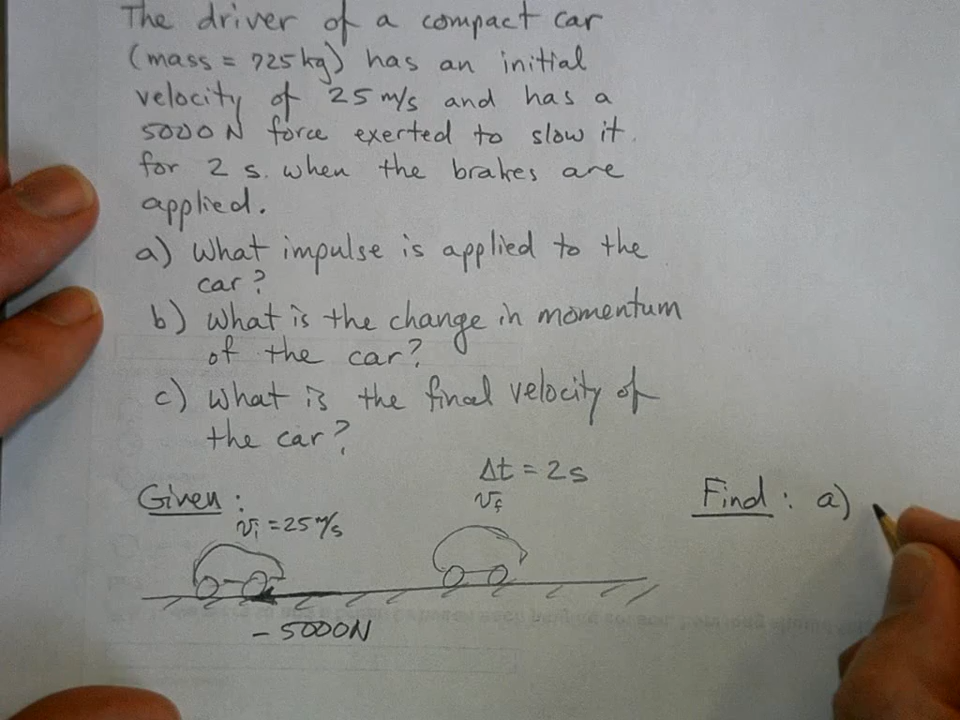 The driver of a compact car
(mass = 725 kg) has an initial
velocity of 25 m/s and has a
5000 N force exerted to slow it
for 2 s. when the brakes are
applied.
a) What impulse is applied to the
car?
b) What is the change in momentum
of the car?
c) What is the final velocity of
the car?
Δt = 2s
Given:
vf
Find: a)
vi = 25 m/s
- 5000N